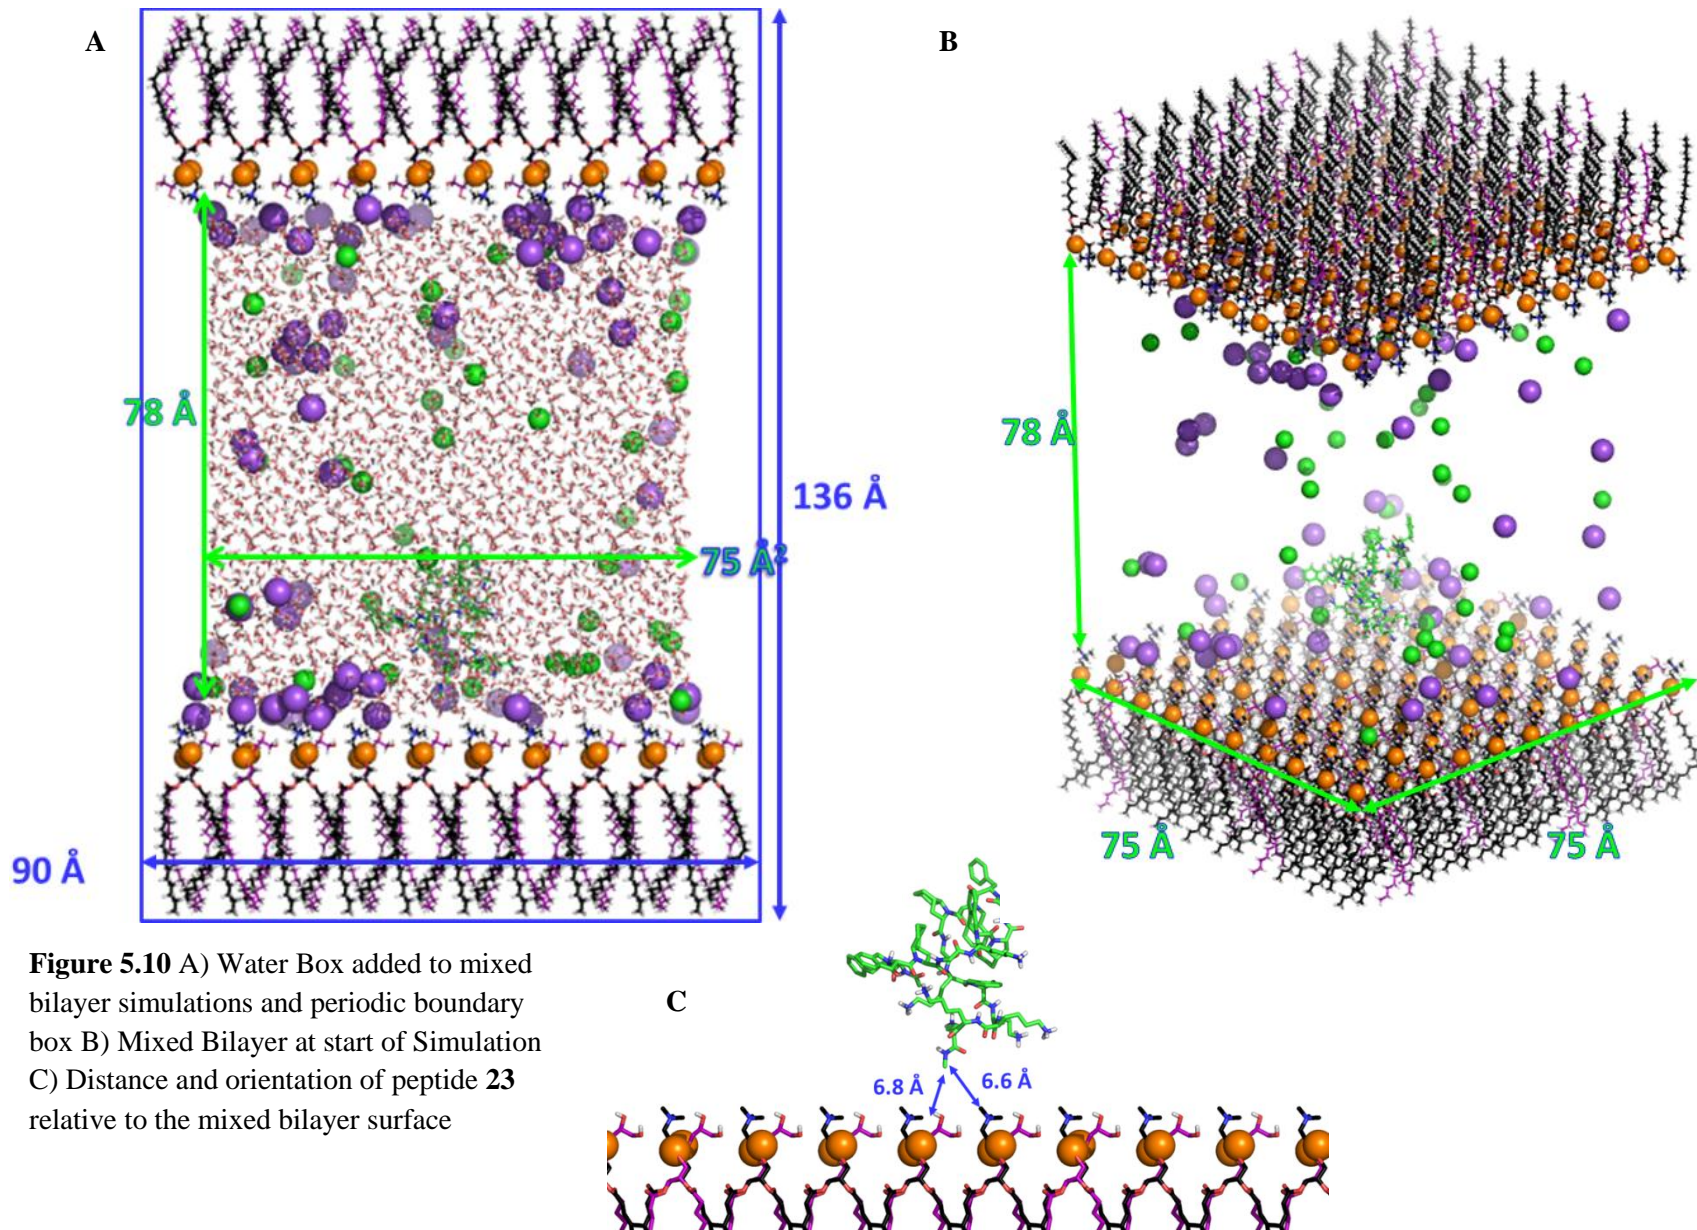 A
B
78 Å
136 Å
75 Å²
90 Å
78 Å
75 Å
75 Å
Figure 5.10 A) Water Box added to mixed
bilayer simulations and periodic boundary
box B) Mixed Bilayer at start of Simulation
C) Distance and orientation of peptide 23
relative to the mixed bilayer surface
C
6.8 Å
6.6 Å